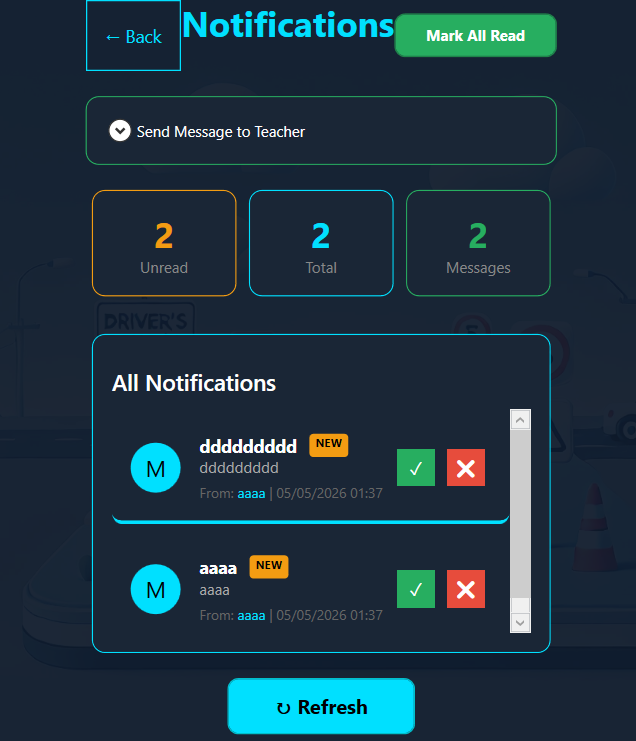 ← Back
Notifications
Mark All Read
Send Message to Teacher
2
Unread
2
Total
2
Messages
DRIVER'S
All Notifications
M
ddddddddd NEW
ddddddddd
From: aaaa | 05/05/2026 01:37
✓
M
aaaa NEW
aaaa
From: aaaa | 05/05/2026 01:37
✓
↻ Refresh